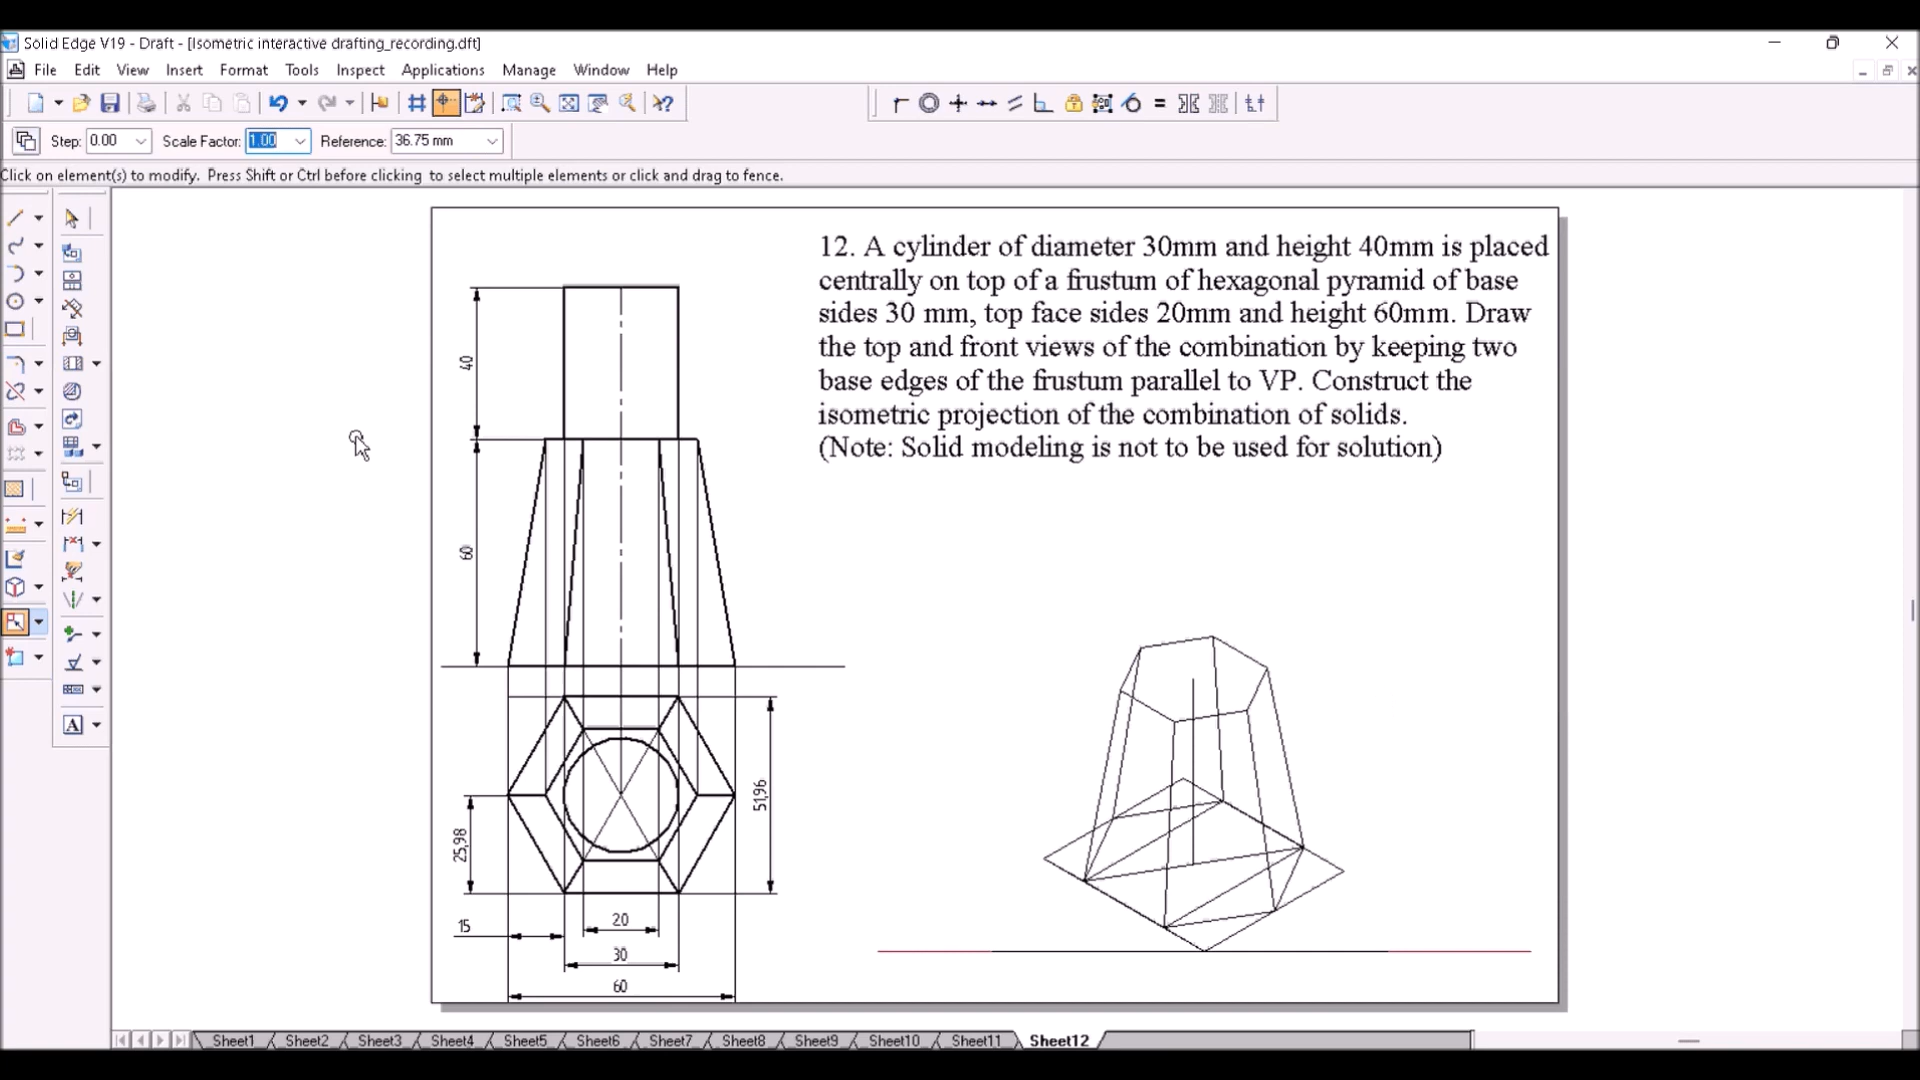 Solid Edge V19 - Draft - [Isometric interactive drafting_recording.dft]
File Edit View Insert Format Tools Inspect Applications Manage Window Help
Step: 0.00 Scale Factor: 1.00 Reference: 36.75 mm
Click on element(s) to modify. Press Shift or Ctrl before clicking to select multiple elements or click and drag to fence.
12. A cylinder of diameter 30mm and height 40mm is placed
centrally on top of a frustum of hexagonal pyramid of base
sides 30 mm, top face sides 20mm and height 60mm. Draw
the top and front views of the combination by keeping two
base edges of the frustum parallel to VP. Construct the
isometric projection of the combination of solids.
(Note: Solid modeling is not to be used for solution)
40
60
51,96
25,98
15
20
30
60
A
Sheet1 Sheet2 Sheet3 Sheet4 Sheet5 Sheet6 Sheet7 Sheet8 Sheet9 Sheet10 Sheet11 Sheet12